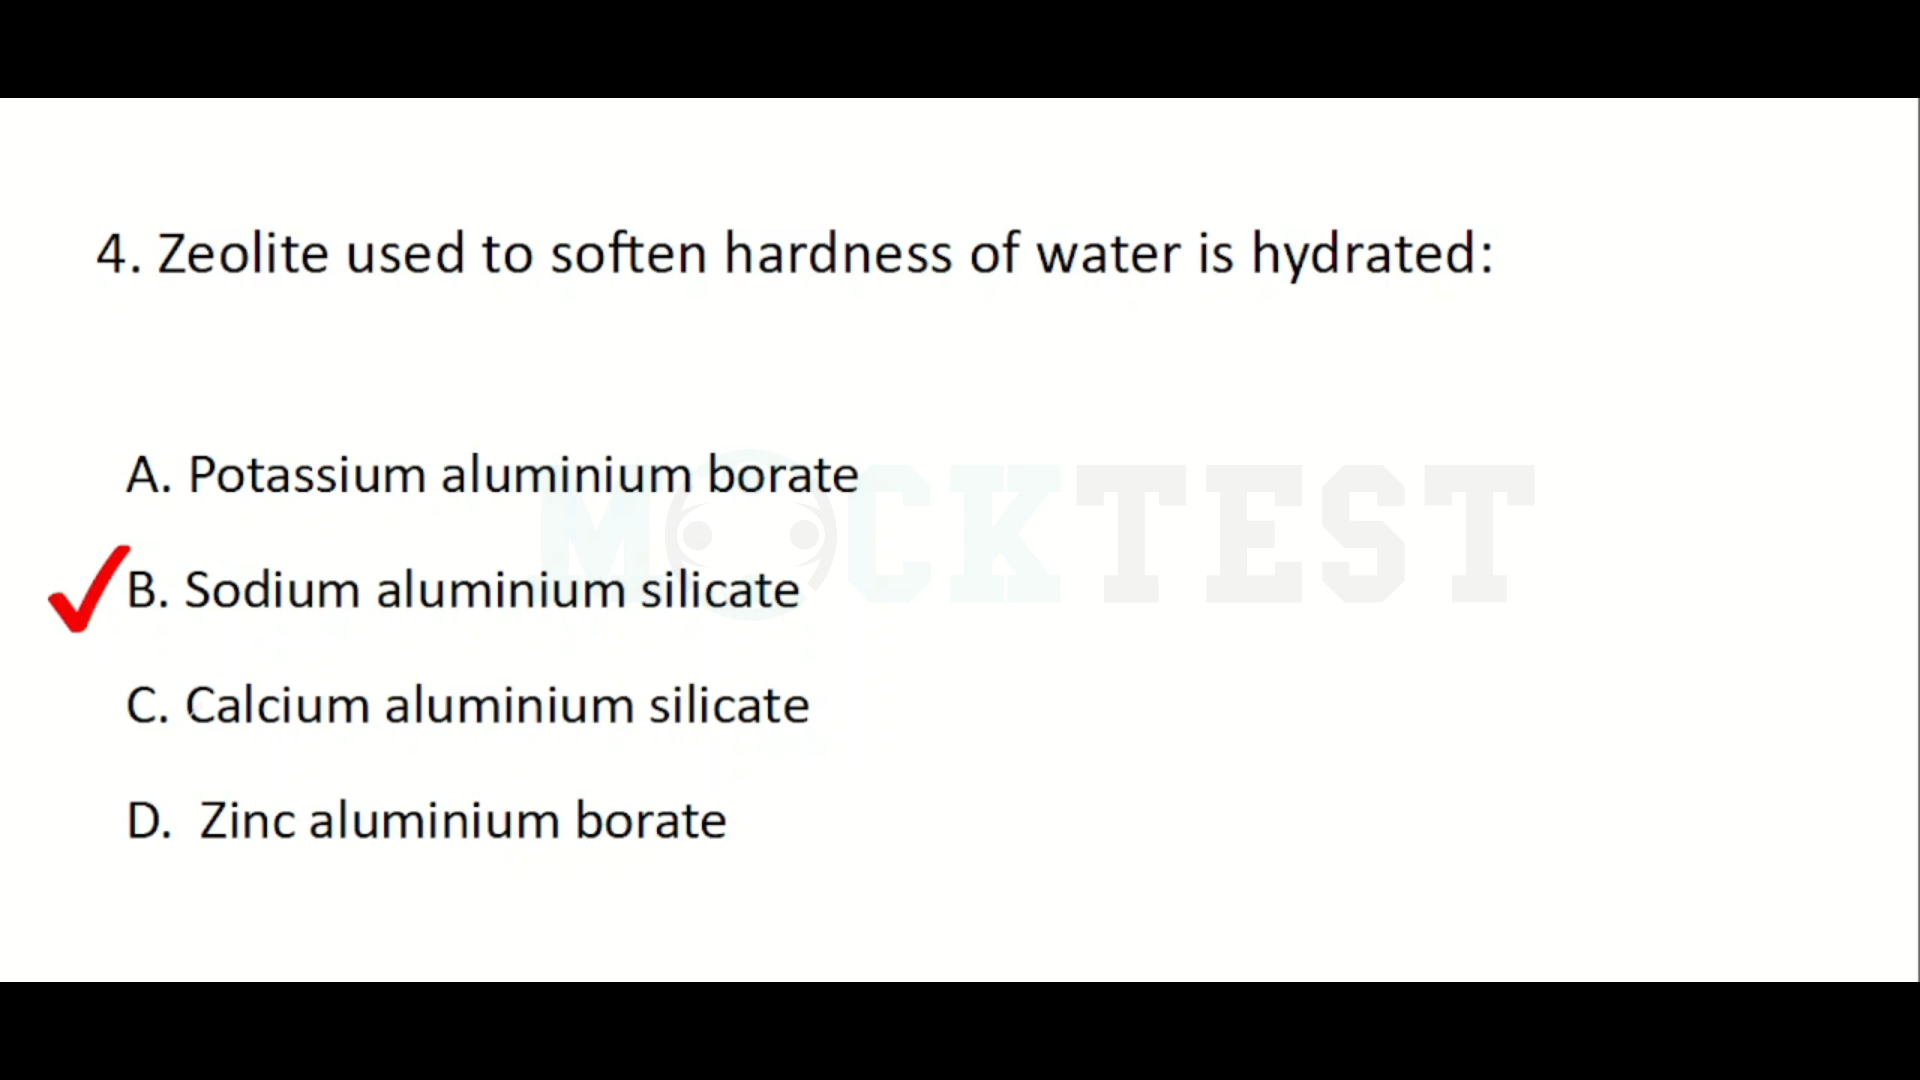 4. Zeolite used to soften hardness of water is hydrated:
A. Potassium aluminium borate
MOCKTEST
B. Sodium aluminium silicate
C. Calcium aluminium silicate
D. Zinc aluminium borate